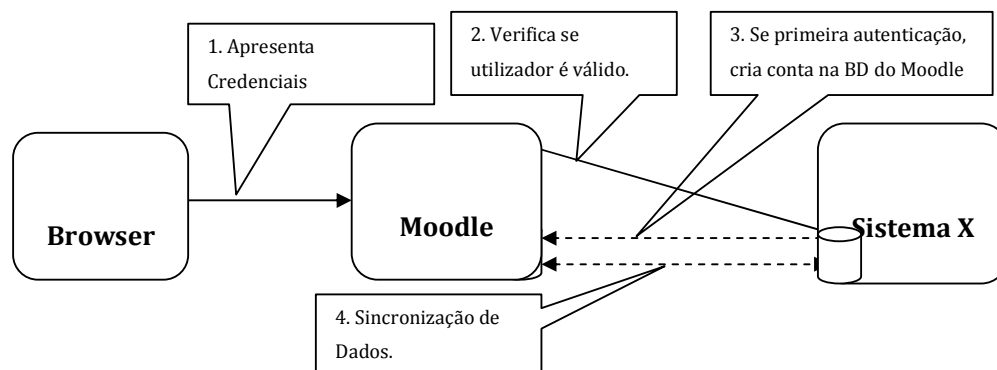 1. Apresenta
Credenciais
2. Verifica se
utilizador é válido.
3. Se primeira autenticação,
cria conta na BD do Moodle
Browser
Moodle
Sistema X
4. Sincronização de
Dados.